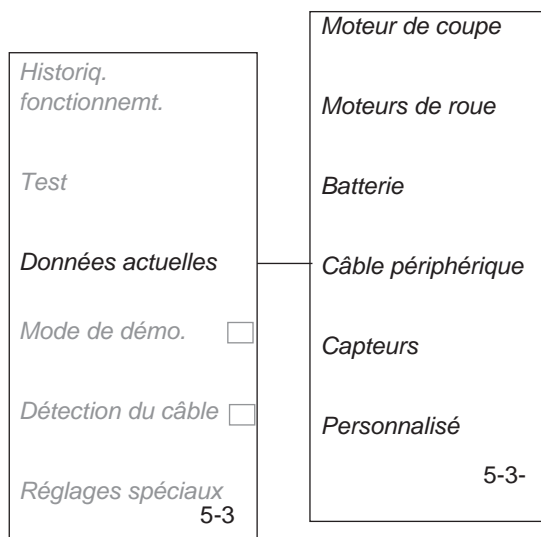 Historiq.
fonctionnemt.
Test
Données actuelles
Mode de démo.
Détection du câble
Réglages spéciaux
5-3
Moteur de coupe
Moteurs de roue
Batterie
Câble périphérique
Capteurs
Personnalisé
5-3-